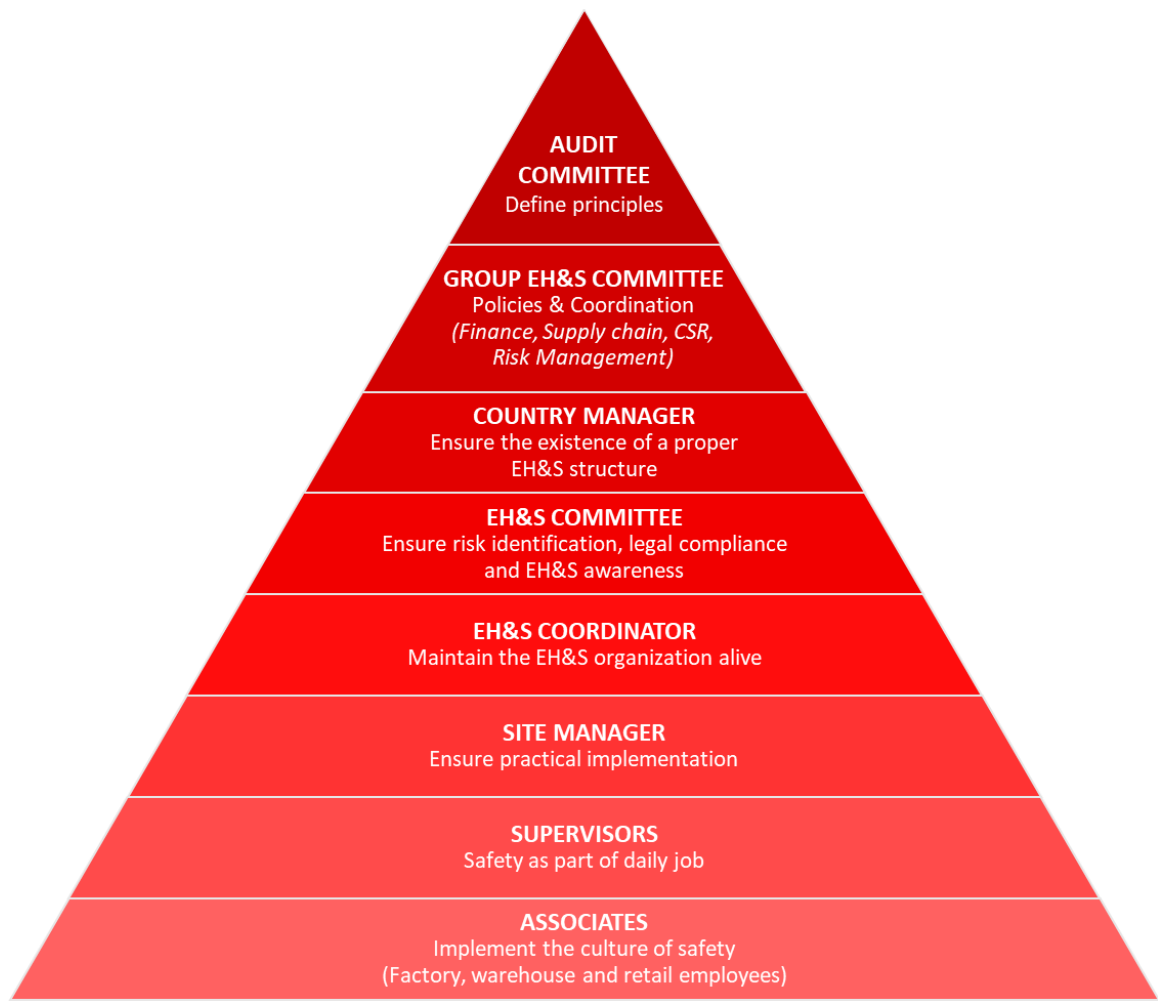 AUDIT
COMMITTEE
Define principles
GROUP EH&S COMMITTEE
Policies & Coordination
(Finance, Supply chain, CSR,
Risk Management)
COUNTRY MANAGER
Ensure the existence of a proper
EH&S structure
EH&S COMMITTEE
Ensure risk identification, legal compliance
and EH&S awareness
EH&S COORDINATOR
Maintain the EH&S organization alive
SITE MANAGER
Ensure practical implementation
SUPERVISORS
Safety as part of daily job
ASSOCIATES
Implement the culture of safety
(Factory, warehouse and retail employees)